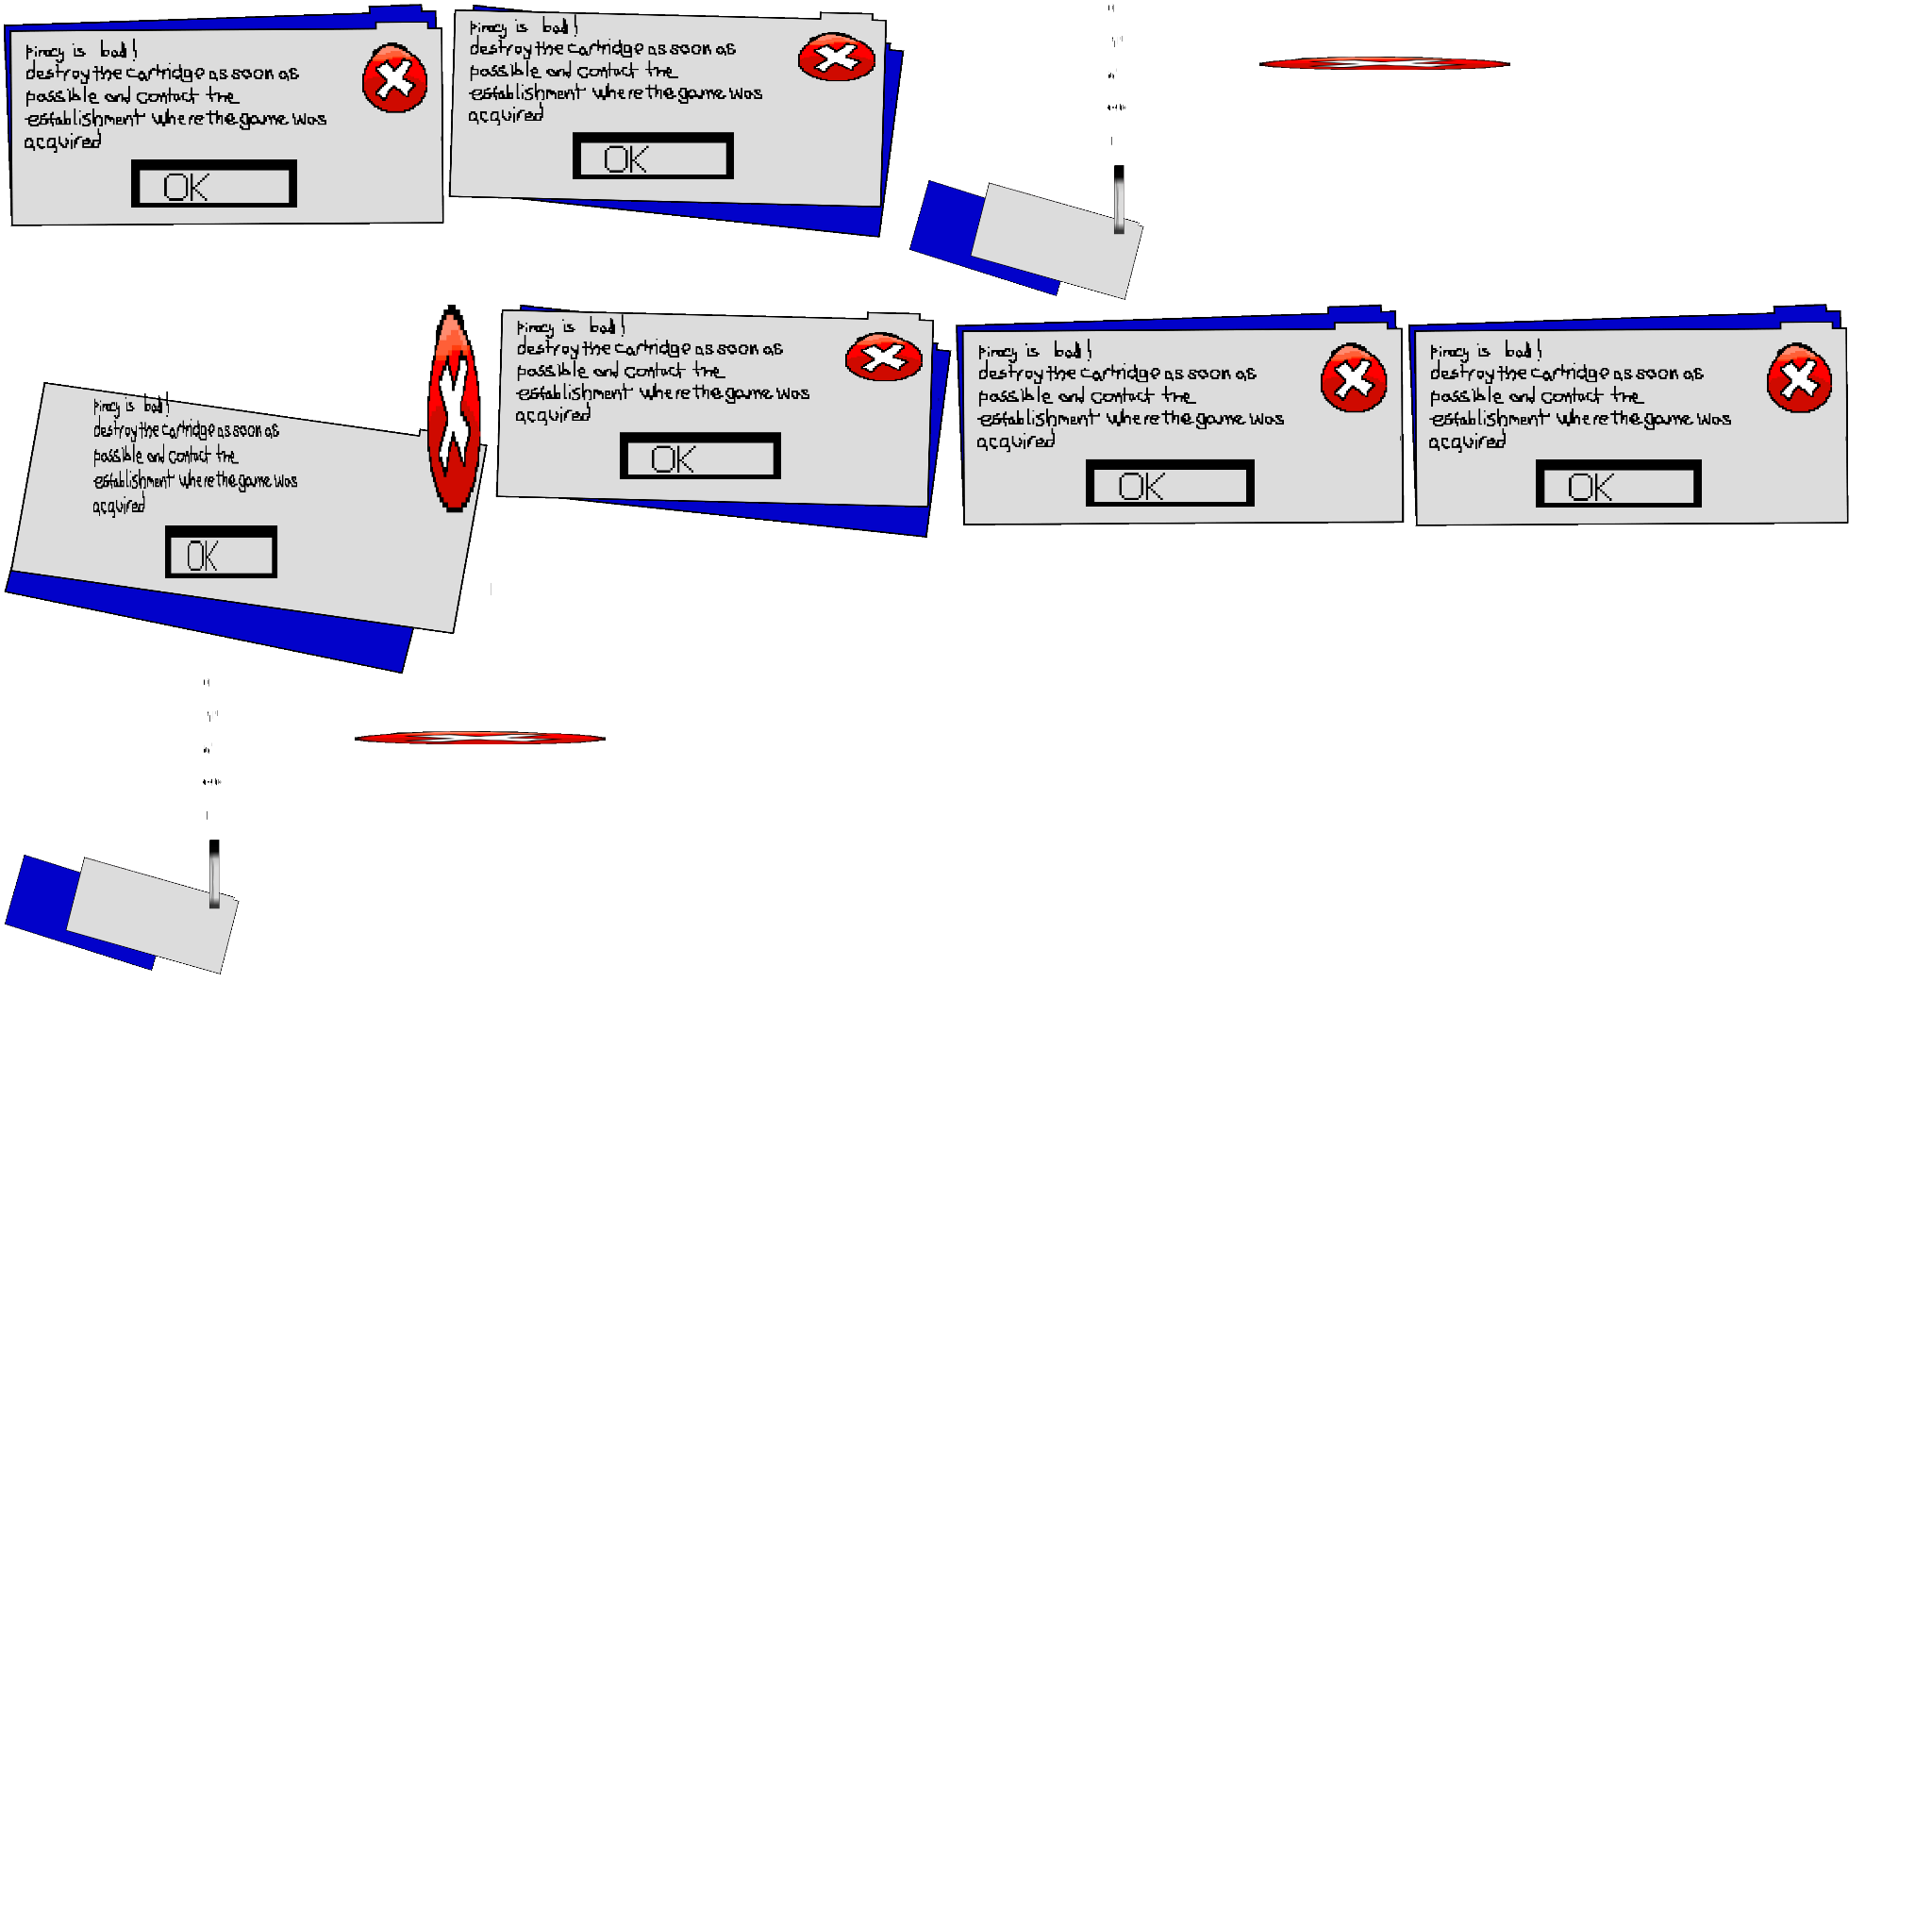 piracy is bad!
destroy the cartridge as soon as
possible and contact the
establishment where the game was
acquired
OK
piracy is bad!
destroy the cartridge as soon as
possible and contact the
establishment where the game was
acquired
OK
piracy is bad!
destroy the cartridge as soon as
possible and contact the
establishment where the game was
acquired
OK
piracy is bad!
destroy the cartridge as soon as
possible and contact the
establishment where the game was
acquired
OK
piracy is bad!
destroy the cartridge as soon as
possible and contact the
establishment where the game was
acquired
OK
piracy is bad!
destroy the cartridge as soon as
possible and contact the
establishment where the game was
acquired
OK